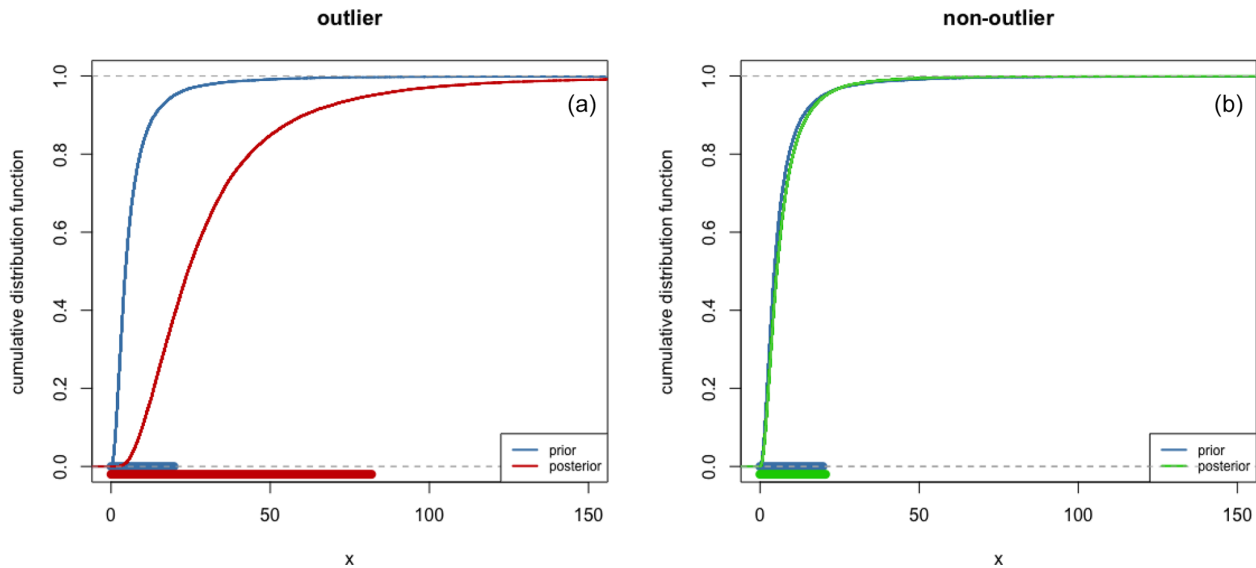 outlier
cumulative distribution function
1.0
0.8
0.6
0.4
0.2
0.0
(a)
prior
posterior
0 50 100 150
x
non-outlier
cumulative distribution function
1.0
0.8
0.6
0.4
0.2
0.0
(b)
prior
posterior
0 50 100 150
x